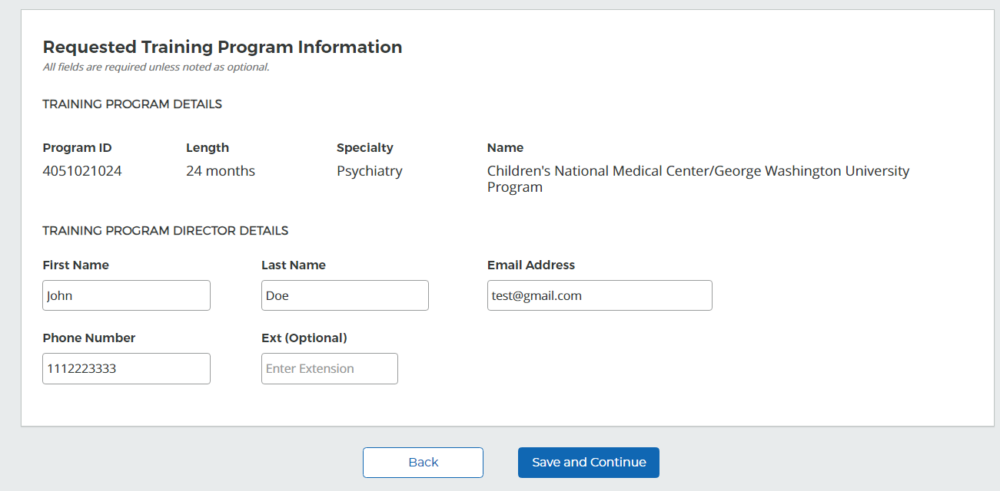 Requested Training Program Information
All fields are required unless noted as optional.
TRAINING PROGRAM DETAILS
Program ID Length Specialty Name
4051021024 24 months Psychiatry Children's National Medical Center/George Washington University
Program
TRAINING PROGRAM DIRECTOR DETAILS
First Name Last Name Email Address
John Doe test@gmail.com
Phone Number Ext (Optional)
1112223333 Enter Extension
Back Save and Continue